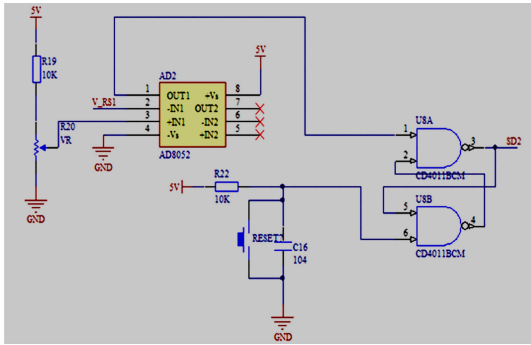 5V
R19
10K
R20
VR
GND
V_RS1
GND
AD2
1 OUT1 +Vs 8
2 -IN1 OUT2 7
3 +IN1 -IN2 6
4 -Vs +IN2 5
AD8052
5V
5V
R22
10K
RESET2
C16
104
GND
U8A
1
2
3
CD4011BCM
SD2
U8B
5
6
4
CD4011BCM